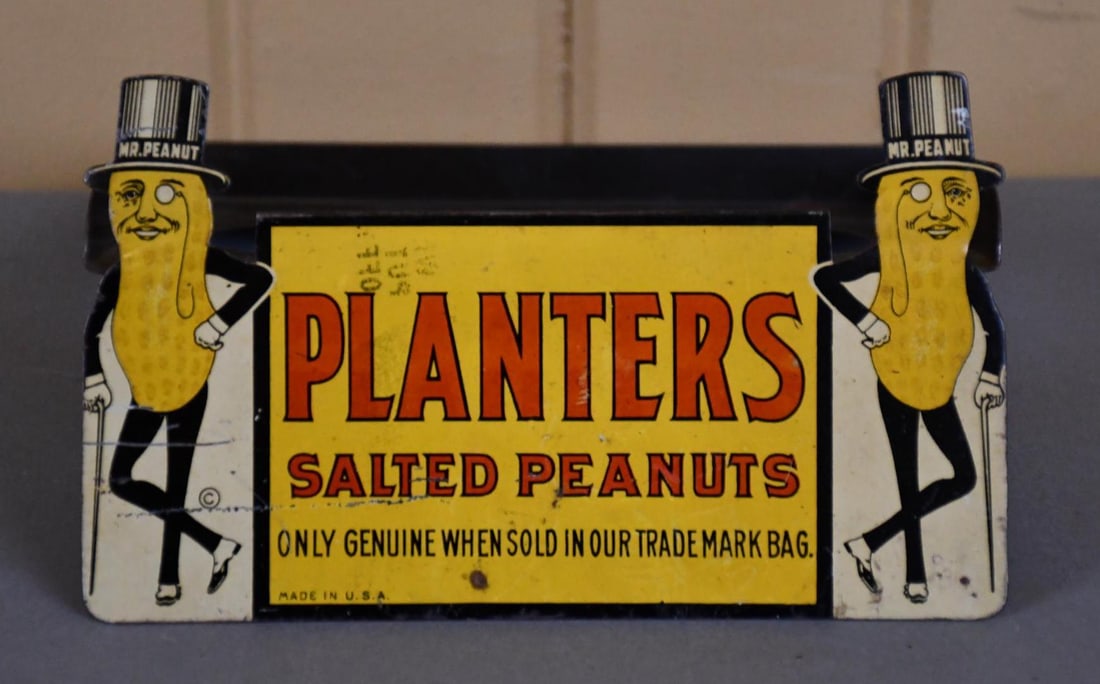 MR.PEANUT
MR.PEANUT
PLANTERS
SALTED PEANUTS
©
ONLY GENUINE WHEN SOLD IN OUR TRADE MARK BAG.
MADE IN U.S.A.